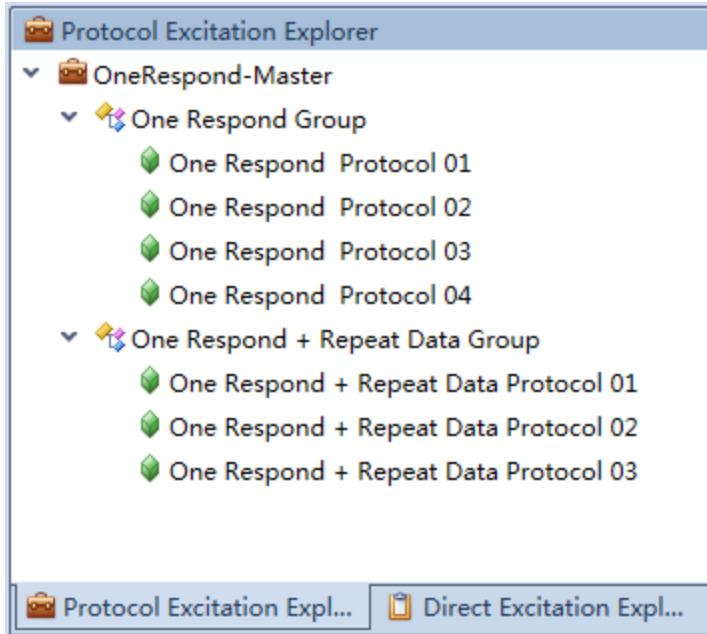 Protocol Excitation Explorer
OneRespond-Master
One Respond Group
One Respond  Protocol 01
One Respond  Protocol 02
One Respond  Protocol 03
One Respond  Protocol 04
One Respond + Repeat Data Group
One Respond + Repeat Data Protocol 01
One Respond + Repeat Data Protocol 02
One Respond + Repeat Data Protocol 03
Protocol Excitation Expl... Direct Excitation Expl...